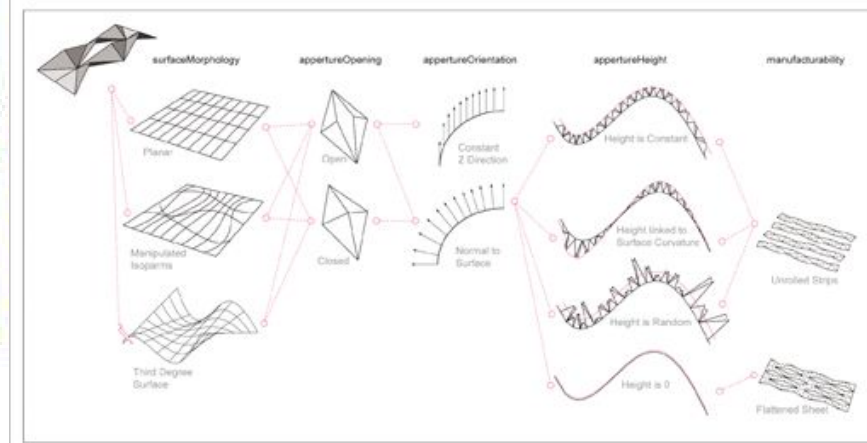 surfaceMorphology
appertureOpening
appertureOrientation
appertureHeight
manufacturability
Planar
Manipulated
Isoparms
Third Degree
Surface
Open
Closed
Constant
Z Direction
Normal to
Surface
Height is Constant
Height linked to
Surface Curvature
Height is Random
Height is 0
Unrolled Strips
Flattened Sheet